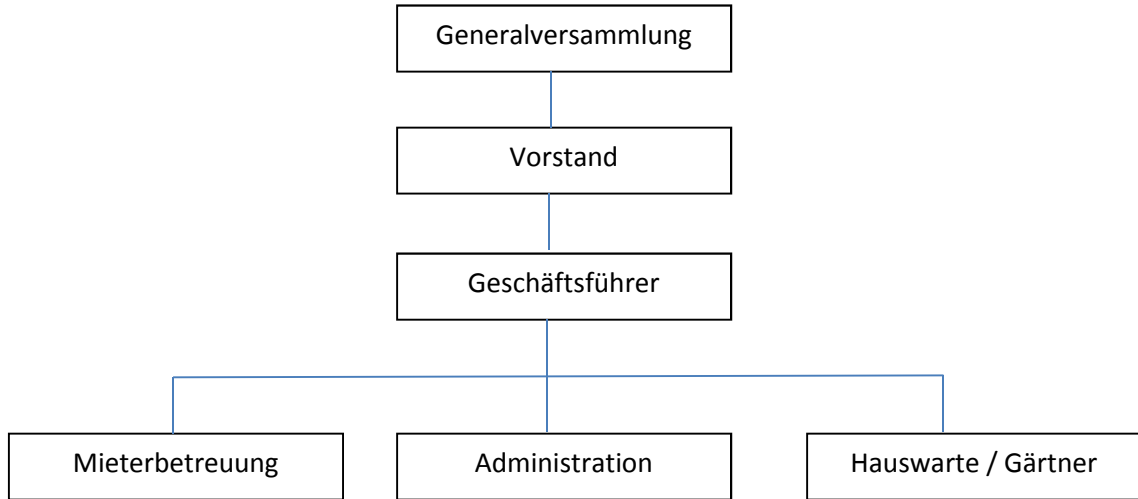 Generalversammlung
Vorstand
Geschäftsführer
Mieterbetreuung
Administration
Hauswarte / Gärtner